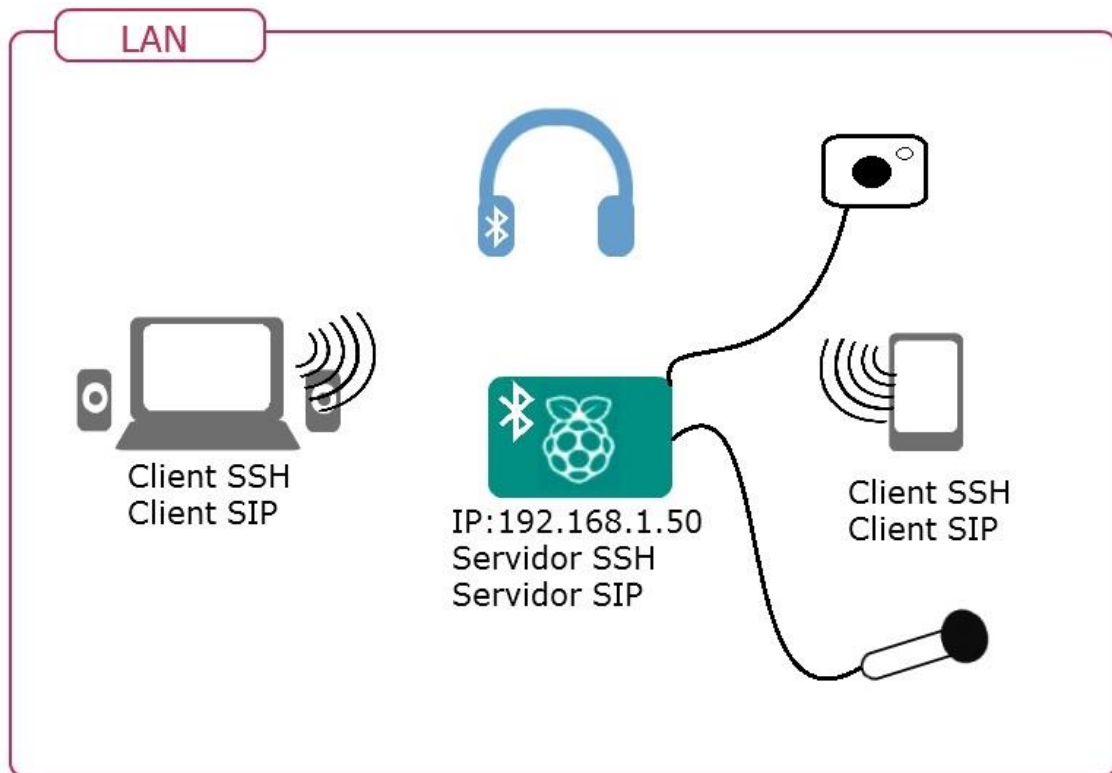 LAN
Client SSH
Client SIP
IP:192.168.1.50
Servidor SSH
Servidor SIP
Client SSH
Client SIP